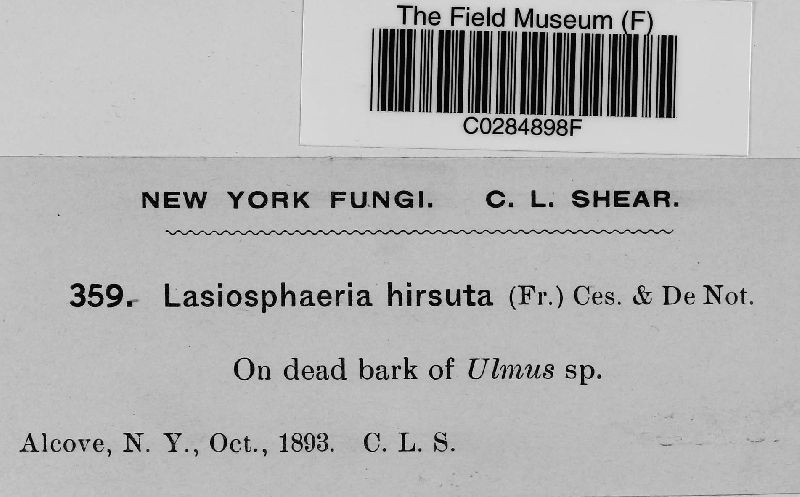 The Field Museum (F)
C0284898F
NEW YORK FUNGI. C. L. SHEAR.
359. Lasiosphaeria hirsuta (Fr.) Ces. & De Not.
On dead bark of Ulmus sp.
Alcove, N. Y., Oct., 1893. C. L. S.